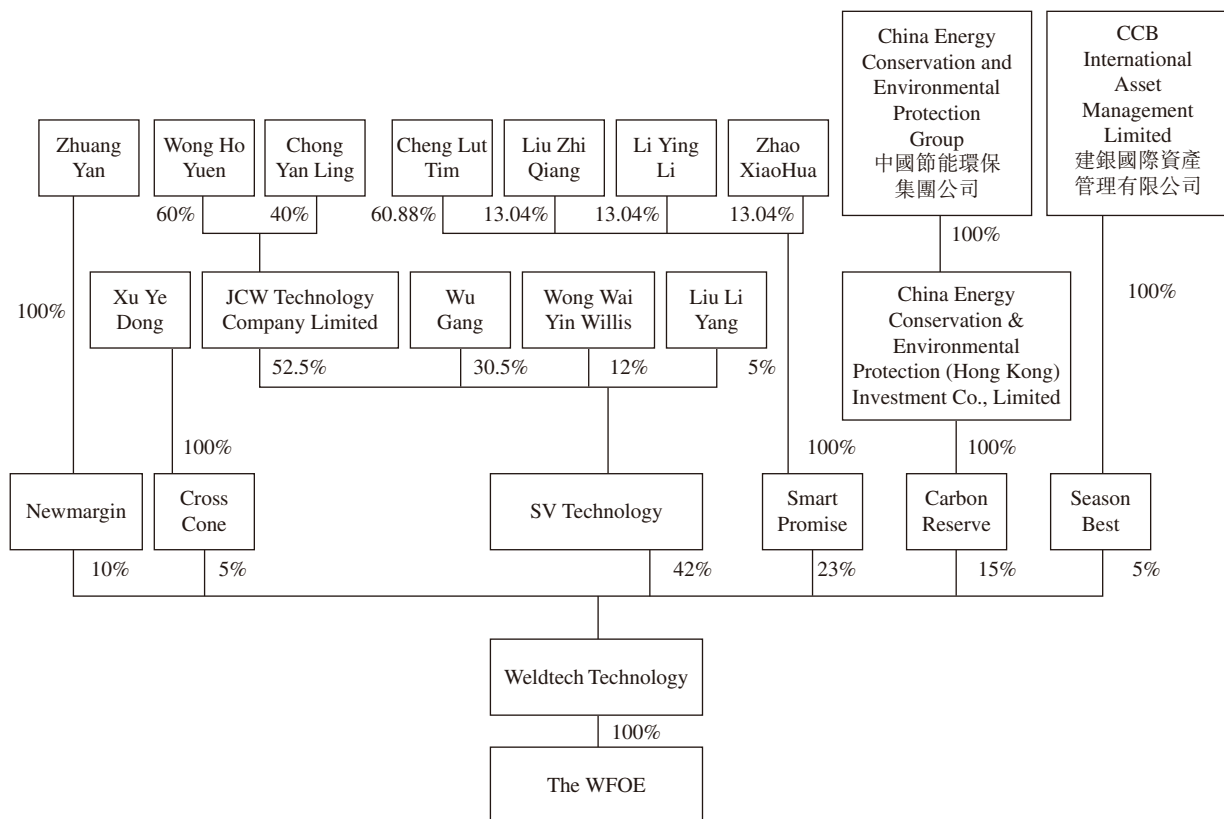 China Energy
Conservation and
Environmental
Protection
Group
中國節能環保
集團公司
CCB
International
Asset
Management
Limited
建銀國際資產
管理有限公司
Zhuang
Yan
Wong Ho
Yuen
Chong
Yan Ling
Cheng Lut
Tim
Liu Zhi
Qiang
Li Ying
Li
Zhao
XiaoHua
60%
40%
60.88%
13.04%
13.04%
13.04%
100%
100%
Xu Ye
Dong
JCW Technology
Company Limited
Wu
Gang
Wong Wai
Yin Willis
Liu Li
Yang
China Energy
Conservation &
Environmental
Protection (Hong Kong)
Investment Co., Limited
100%
52.5%
30.5%
12%
5%
100%
100%
100%
Newmargin
Cross
Cone
SV Technology
Smart
Promise
Carbon
Reserve
Season
Best
10%
5%
42%
23%
15%
5%
Weldtech Technology
100%
The WFOE